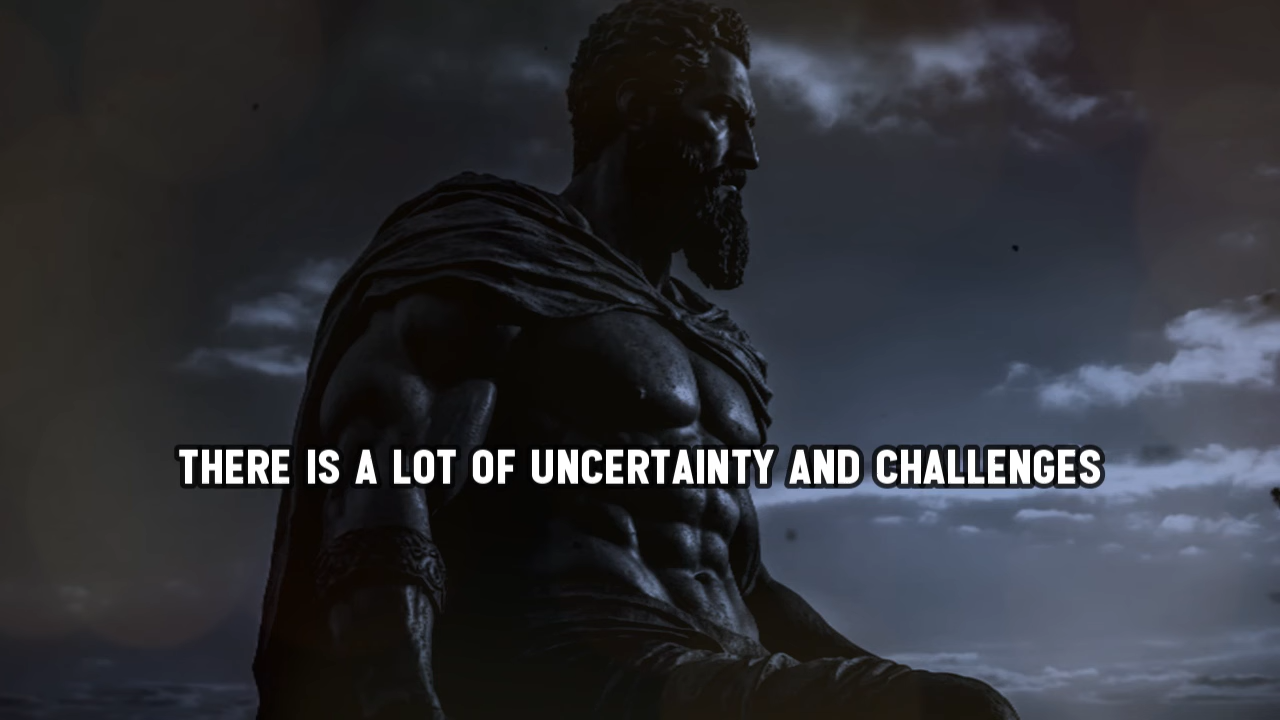 THERE IS A LOT OF UNCERTAINTY AND CHALLENGES